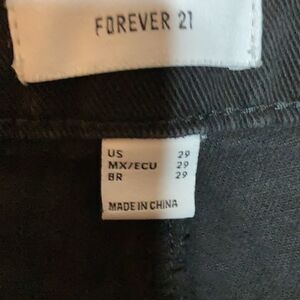 FOREVER 21
US 29
MX/ECU 29
BR 29
MADE IN CHINA